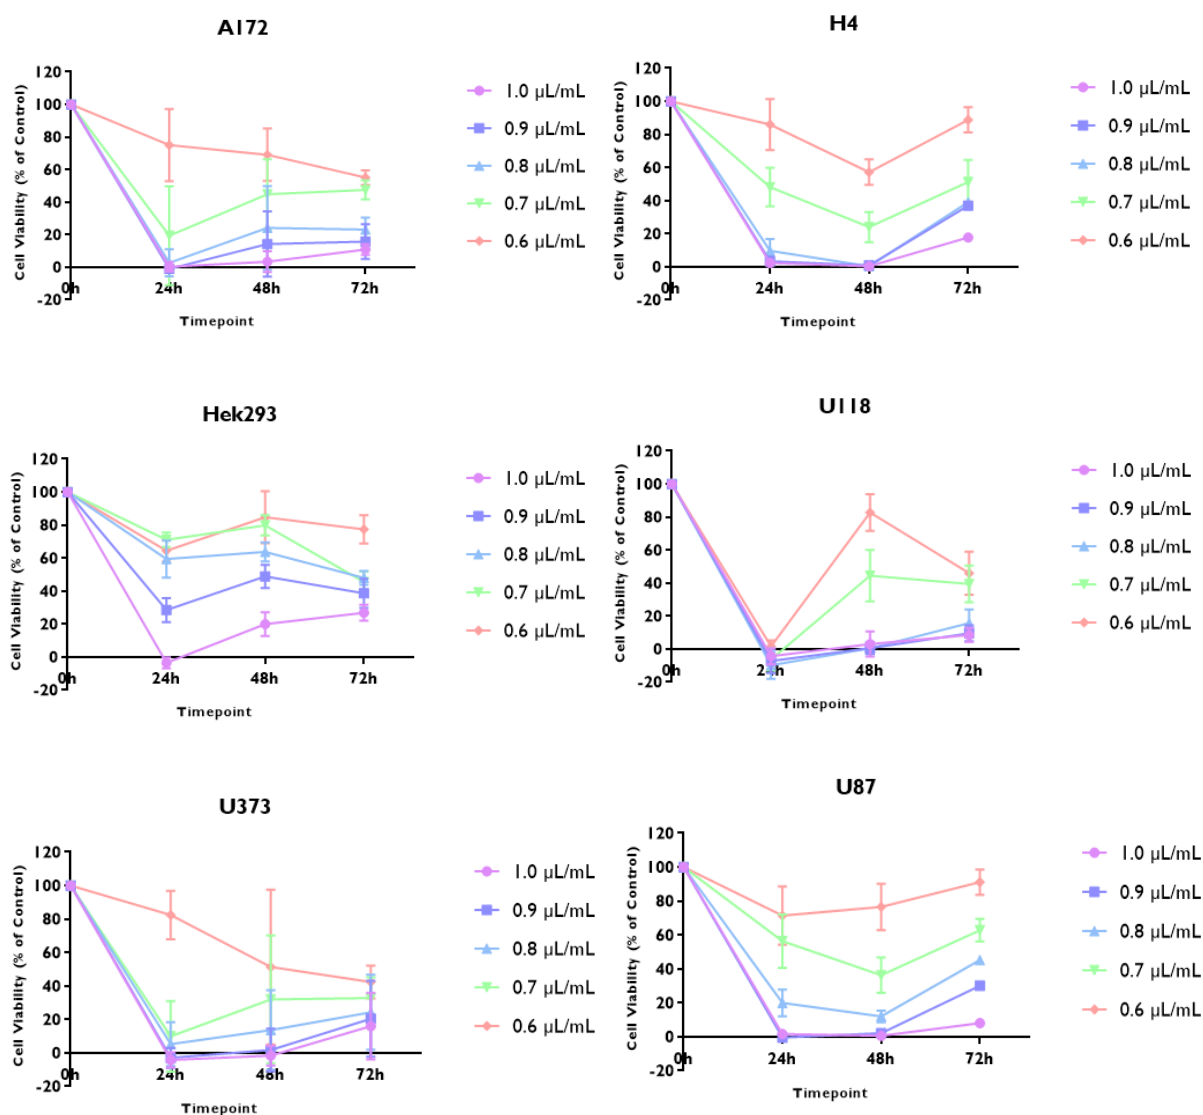 A172
Cell Viability (% of Control)
120
100
80
60
40
20
0
-20
0h
24h
48h
72h
Timepoint
1.0 µL/mL
0.9 µL/mL
0.8 µL/mL
0.7 µL/mL
0.6 µL/mL
H4
Cell Viability (% of Control)
120
100
80
60
40
20
0
-20
0h
24h
48h
72h
Timepoint
1.0 µL/mL
0.9 µL/mL
0.8 µL/mL
0.7 µL/mL
0.6 µL/mL
Hek293
Cell Viability (% of Control)
120
100
80
60
40
20
0
-20
0h
24h
48h
72h
Timepoint
1.0 µL/mL
0.9 µL/mL
0.8 µL/mL
0.7 µL/mL
0.6 µL/mL
U118
Cell Viability (% of Control)
120
100
80
60
40
20
0
-20
0h
24h
48h
72h
Timepoint
1.0 µL/mL
0.9 µL/mL
0.8 µL/mL
0.7 µL/mL
0.6 µL/mL
U373
Cell Viability (% of Control)
120
100
80
60
40
20
0
-20
0h
24h
48h
72h
Timepoint
1.0 µL/mL
0.9 µL/mL
0.8 µL/mL
0.7 µL/mL
0.6 µL/mL
U87
Cell Viability (% of Control)
120
100
80
60
40
20
0
-20
0h
24h
48h
72h
Timepoint
1.0 µL/mL
0.9 µL/mL
0.8 µL/mL
0.7 µL/mL
0.6 µL/mL